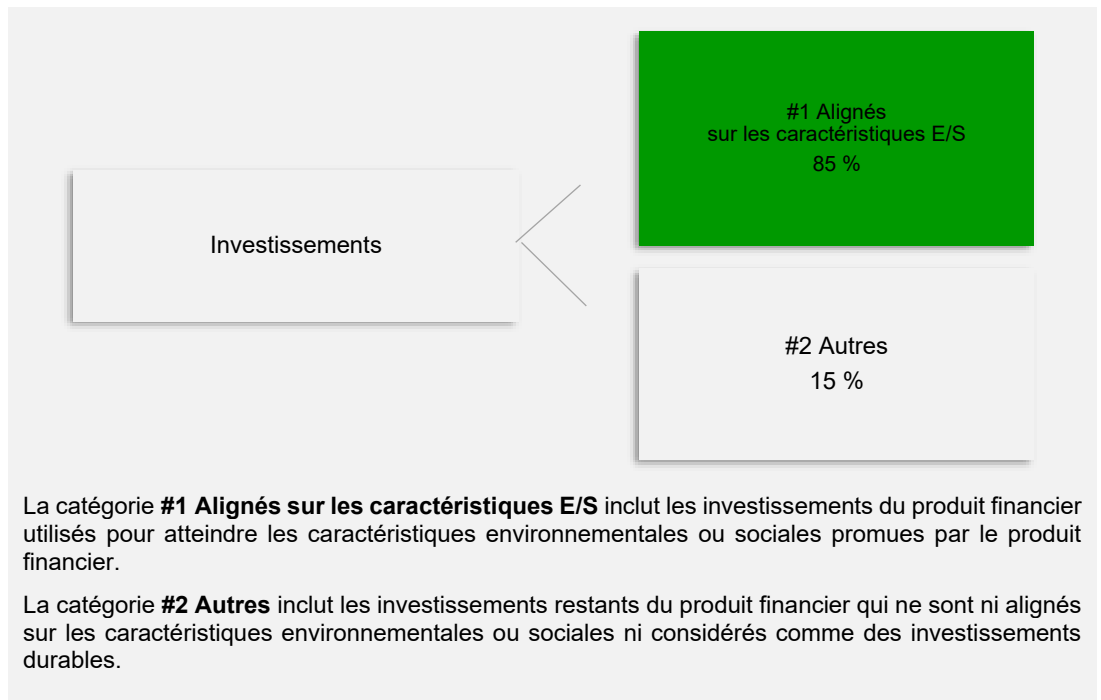 #1 Alignés
sur les caractéristiques E/S
85 %
Investissements
#2 Autres
15 %
La catégorie #1 Alignés sur les caractéristiques E/S inclut les investissements du produit financier
utilisés pour atteindre les caractéristiques environnementales ou sociales promues par le produit
financier.
La catégorie #2 Autres inclut les investissements restants du produit financier qui ne sont ni alignés
sur les caractéristiques environnementales ou sociales ni considérés comme des investissements
durables.